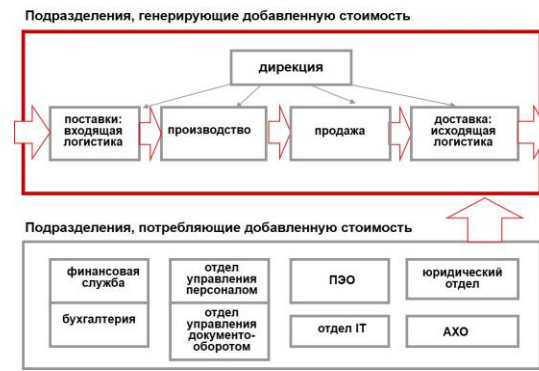 Подразделения, генерирующие добавленную стоимость
дирекция
поставки:
входящая
логистика
производство
продажа
доставка:
исходящая
логистика
Подразделения, потребляющие добавленную стоимость
финансовая
служба
отдел
управления
персоналом
ПЭО
юридический
отдел
бухгалтерия
отдел
управления
документо-
оборотом
отдел IT
АХО